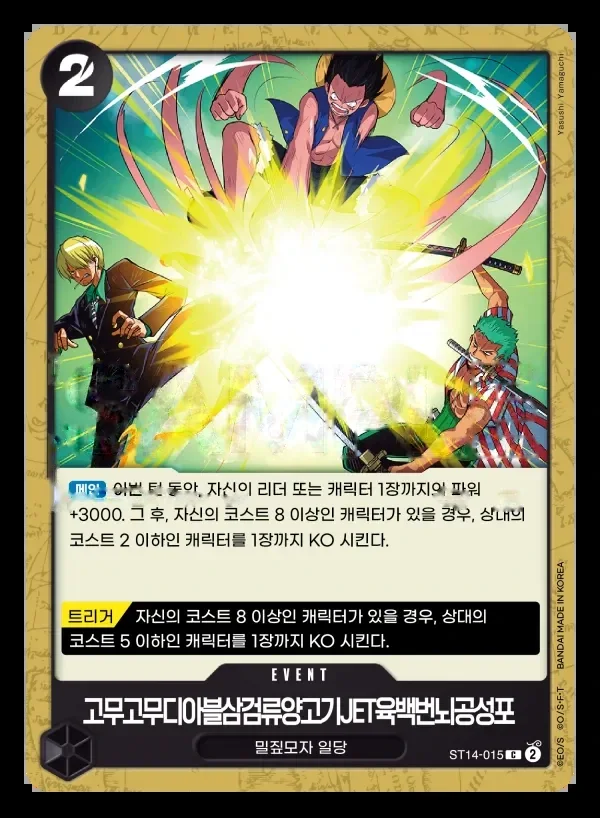 2
Yasushi Yamaguchi
메인 이번 턴 동안, 자신의 리더 또는 캐릭터 1장까지의 파워
+3000. 그 후, 자신의 코스트 8 이상인 캐릭터가 있을 경우, 상대의
코스트 2 이하인 캐릭터를 1장까지 KO 시킨다.
트리거 자신의 코스트 8 이상인 캐릭터가 있을 경우, 상대의
코스트 5 이하인 캐릭터를 1장까지 KO 시킨다.
EVENT
고무고무디아블삼검류양고기JET육백번뇌공성포
밀짚모자 일당
ST14-015 C 2
©EO/S ©O/S·F·T BANDAI MADE IN KOREA